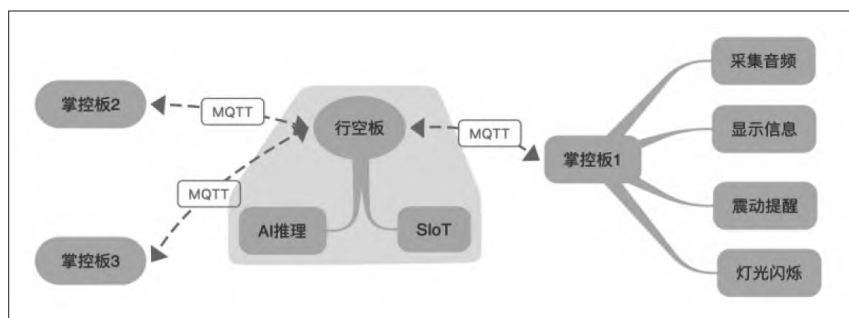 掌控板2
MQTT
MQTT
掌控板3
行空板
AI推理
SIoT
MQTT
掌控板1
采集音频
显示信息
震动提醒
灯光闪烁